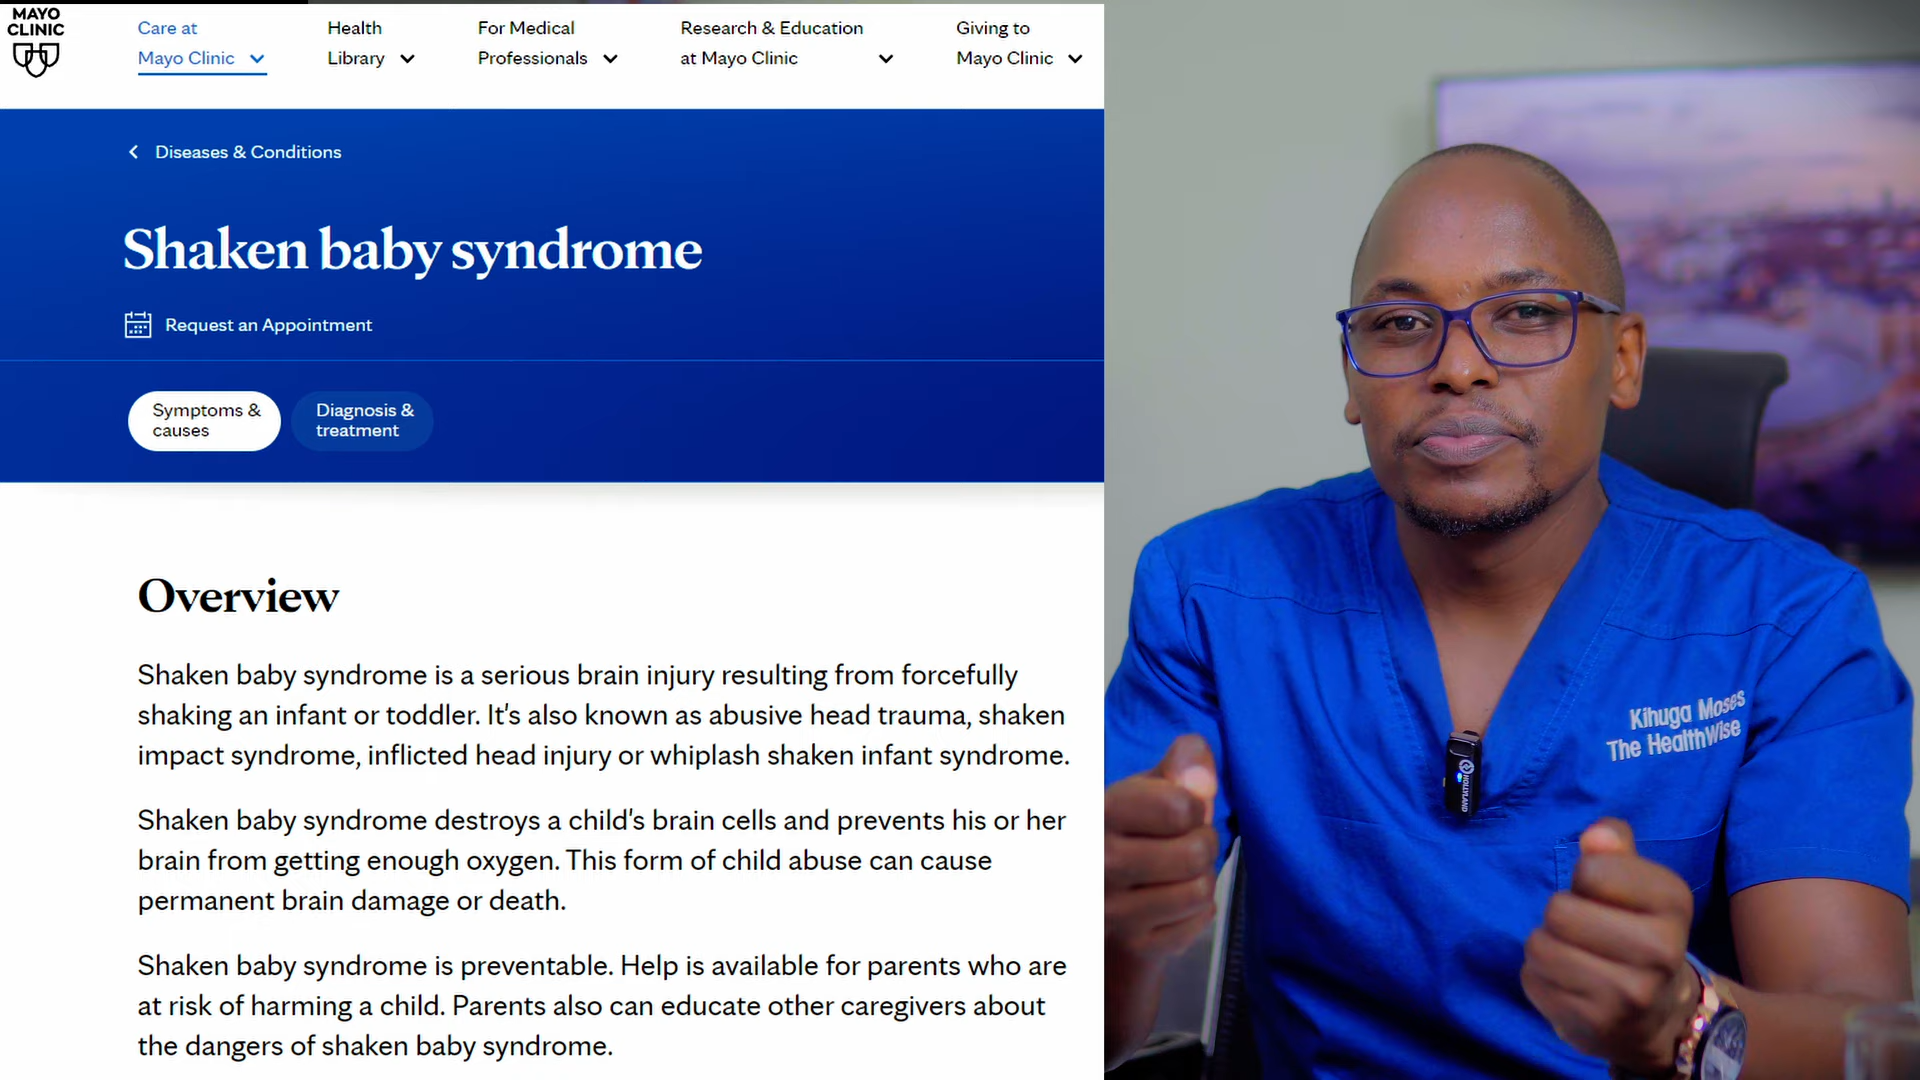 MAYO
CLINIC
Care at
Mayo Clinic
Health
Library
For Medical
Professionals
Research & Education
at Mayo Clinic
Giving to
Mayo Clinic
Diseases & Conditions
Shaken baby syndrome
Request an Appointment
Symptoms &
causes
Diagnosis &
treatment
Overview
Shaken baby syndrome is a serious brain injury resulting from forcefully
shaking an infant or toddler. It's also known as abusive head trauma, shaken
impact syndrome, inflicted head injury or whiplash shaken infant syndrome.
Shaken baby syndrome destroys a child's brain cells and prevents his or her
brain from getting enough oxygen. This form of child abuse can cause
permanent brain damage or death.
Shaken baby syndrome is preventable. Help is available for parents who are
at risk of harming a child. Parents also can educate other caregivers about
the dangers of shaken baby syndrome.
Kihuga Moses
The HealthWise
HOLLYLAND